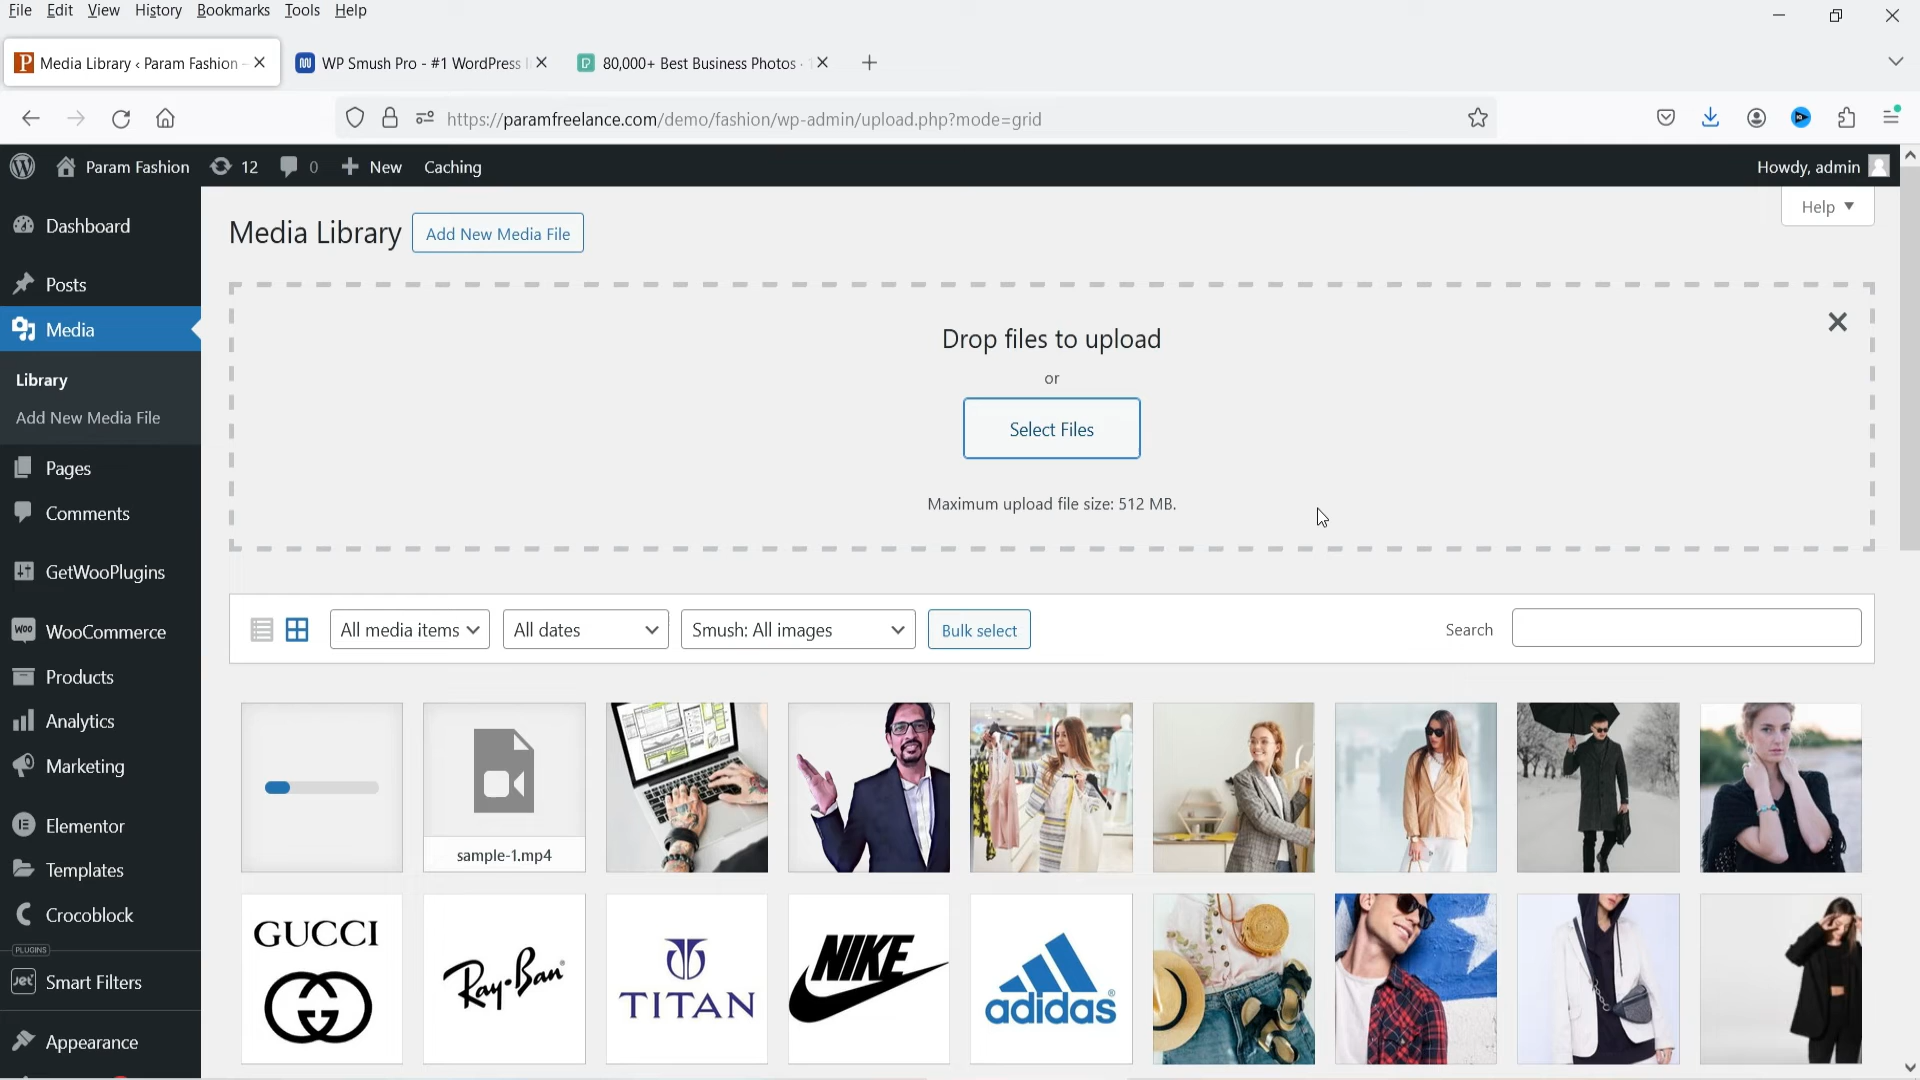 File Edit View History Bookmarks Tools Help
Media Library ‹ Param Fashion –
WP Smush Pro - #1 WordPress
80,000+ Best Business Photos ·
https://paramfreelance.com/demo/fashion/wp-admin/upload.php?mode=grid
Param Fashion 12 0 New Caching Howdy, admin
Help
Media Library Add New Media File
Dashboard
Posts
Media
Library
Add New Media File
Pages
Comments
GetWooPlugins
WooCommerce
Products
Analytics
Marketing
Elementor
Templates
Crocoblock
PLUGINS
Jet Smart Filters
Appearance
Drop files to upload
or
Select Files
Maximum upload file size: 512 MB.
All media items All dates Smush: All images Bulk select Search
sample-1.mp4
GUCCI
Ray-Ban
TITAN
NIKE
adidas